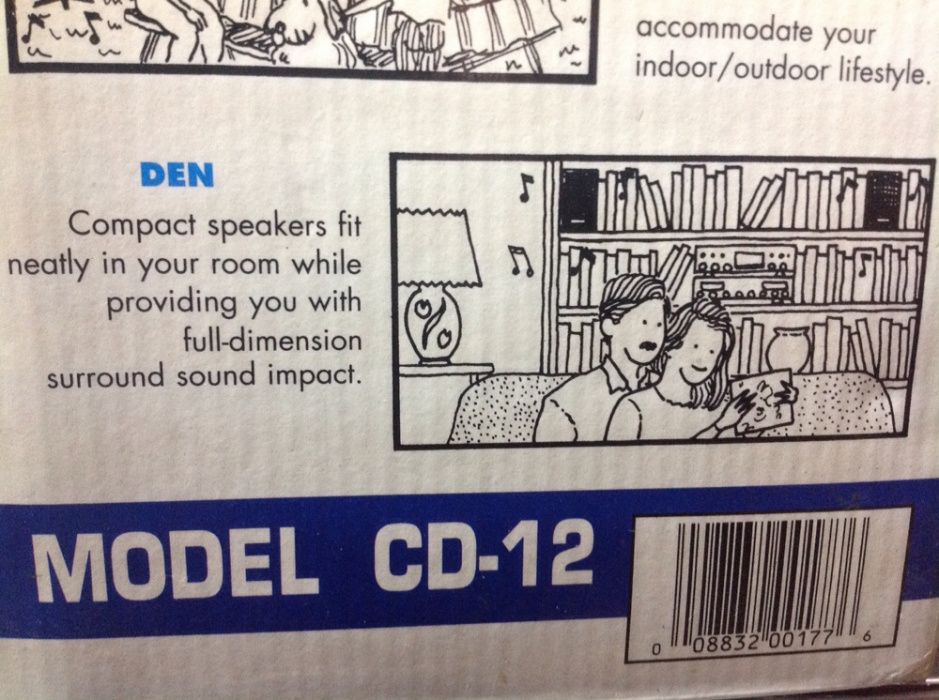 accommodate your
indoor/outdoor lifestyle.
DEN
Compact speakers fit
neatly in your room while
providing you with
full-dimension
surround sound impact.
MODEL CD-12
0 08832 00177 6